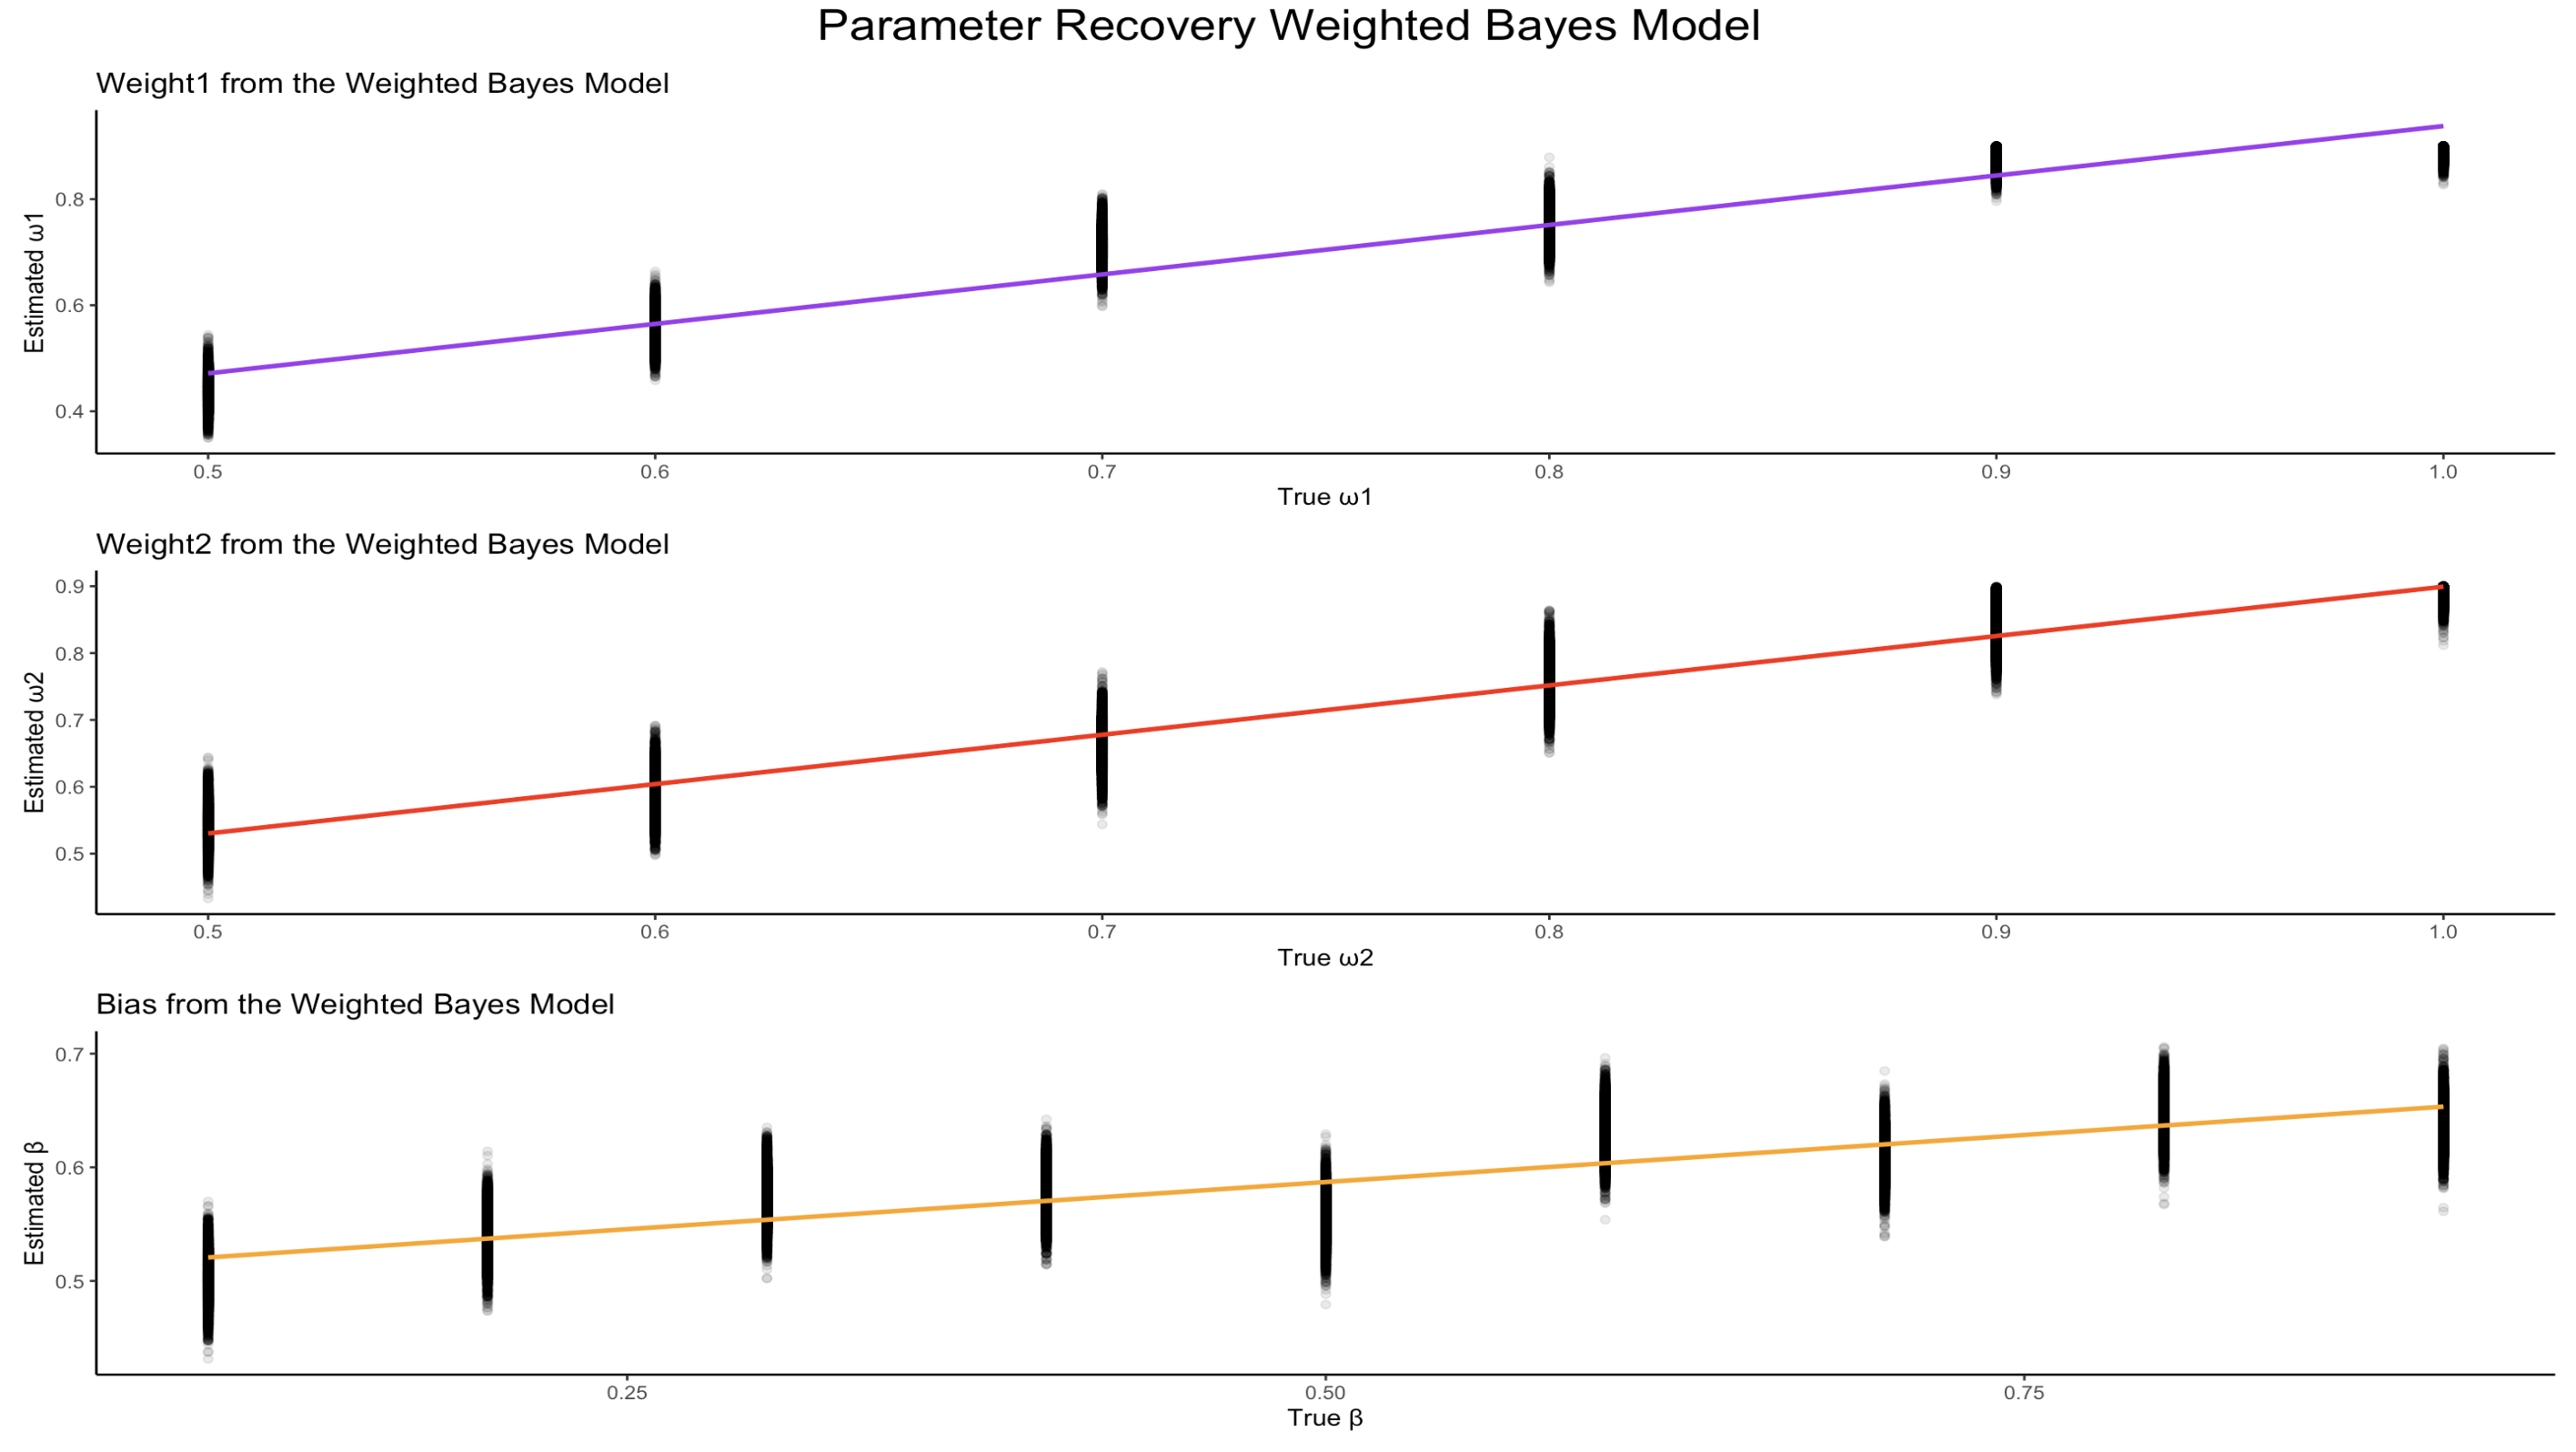 Parameter Recovery Weighted Bayes Model
Weight1 from the Weighted Bayes Model
Estimated ω1
0.8
0.6
0.4
0.5 0.6 0.7 0.8 0.9 1.0
True ω1
Weight2 from the Weighted Bayes Model
Estimated ω2
0.9
0.8
0.7
0.6
0.5
0.5 0.6 0.7 0.8 0.9 1.0
True ω2
Bias from the Weighted Bayes Model
Estimated β
0.7
0.6
0.5
0.25 0.50 0.75
True β